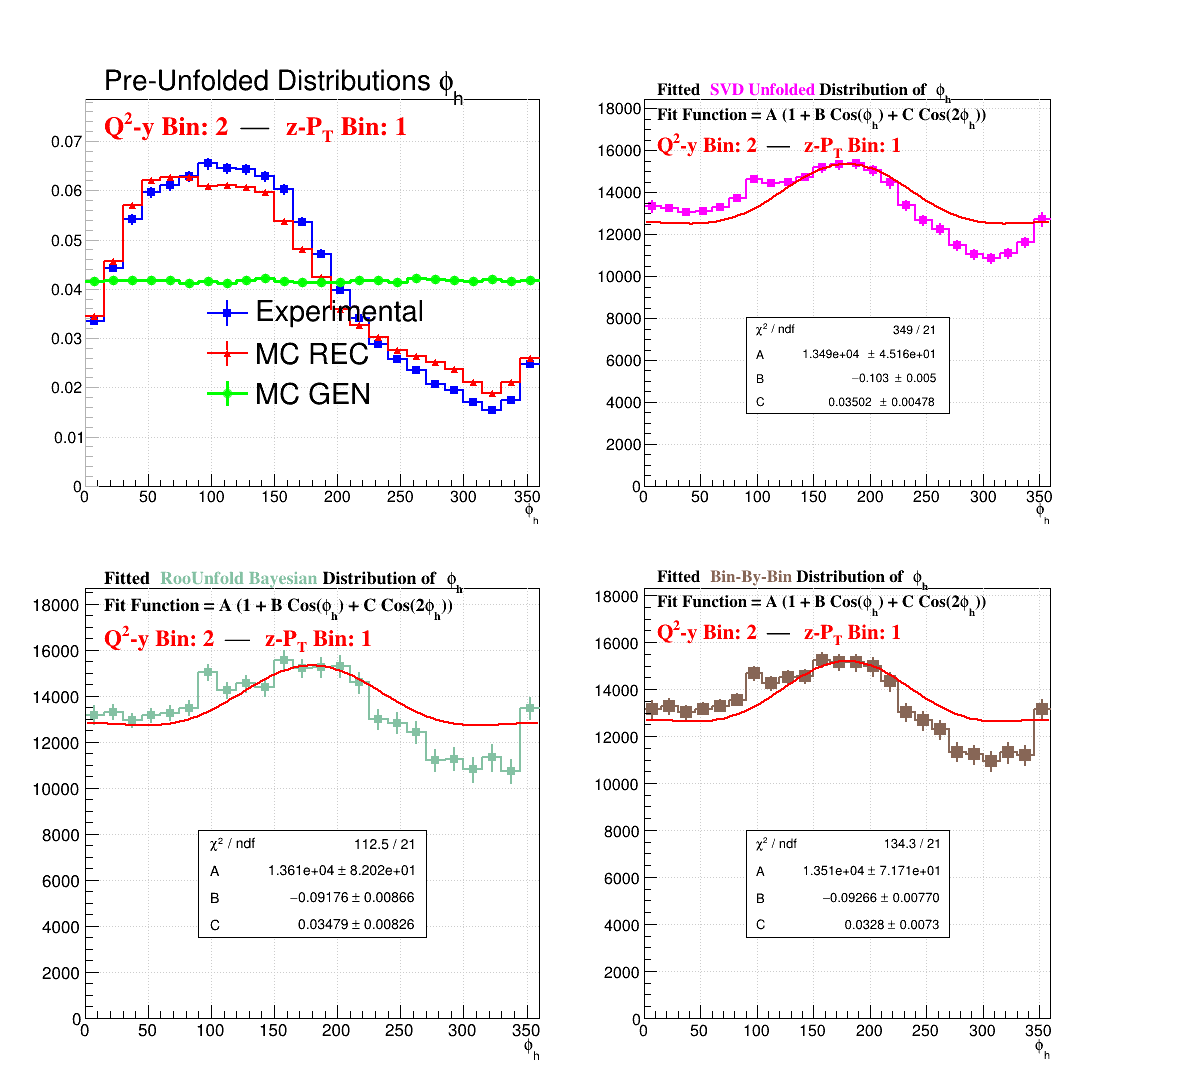 Pre-Unfolded Distributions ϕh
Q²-y Bin: 2 — z-PT Bin: 1
0.07
0.06
0.05
0.04
0.03
0.02
0.01
0
Experimental
MC REC
MC GEN
0 50 100 150 200 250 300 350
ϕh
Fitted SVD Unfolded Distribution of ϕh
Fit Function = A (1 + B Cos(ϕh) + C Cos(2ϕh))
Q²-y Bin: 2 — z-PT Bin: 1
18000
16000
14000
12000
10000
8000
6000
4000
2000
0
χ² / ndf 349 / 21
A 1.349e+04 ± 4.516e+01
B −0.103 ± 0.005
C 0.03502 ± 0.00478
0 50 100 150 200 250 300 350
ϕh
Fitted RooUnfold Bayesian Distribution of ϕh
Fit Function = A (1 + B Cos(ϕh) + C Cos(2ϕh))
Q²-y Bin: 2 — z-PT Bin: 1
18000
16000
14000
12000
10000
8000
6000
4000
2000
0
χ² / ndf 112.5 / 21
A 1.361e+04 ± 8.202e+01
B −0.09176 ± 0.00866
C 0.03479 ± 0.00826
0 50 100 150 200 250 300 350
ϕh
Fitted Bin-By-Bin Distribution of ϕh
Fit Function = A (1 + B Cos(ϕh) + C Cos(2ϕh))
Q²-y Bin: 2 — z-PT Bin: 1
18000
16000
14000
12000
10000
8000
6000
4000
2000
0
χ² / ndf 134.3 / 21
A 1.351e+04 ± 7.171e+01
B −0.09266 ± 0.00770
C 0.0328 ± 0.0073
0 50 100 150 200 250 300 350
ϕh